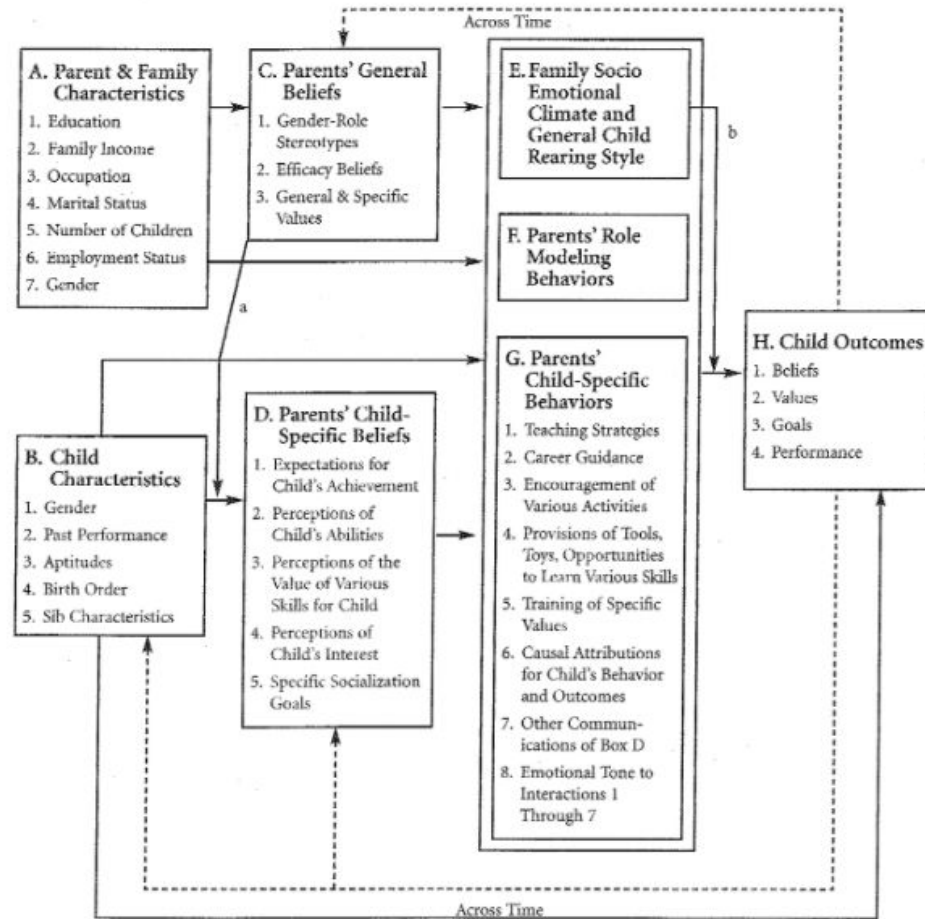 Across Time
A. Parent & Family
Characteristics
1. Education
2. Family Income
3. Occupation
4. Marital Status
5. Number of Children
6. Employment Status
7. Gender
C. Parents' General
Beliefs
1. Gender-Role
Stereotypes
2. Efficacy Beliefs
3. General & Specific
Values
E. Family Socio
Emotional
Climate and
General Child
Rearing Style
b
F. Parents' Role
Modeling
Behaviors
a
B. Child
Characteristics
1. Gender
2. Past Performance
3. Aptitudes
4. Birth Order
5. Sib Characteristics
D. Parents' Child-
Specific Beliefs
1. Expectations for
Child's Achievement
2. Perceptions of
Child's Abilities
3. Perceptions of the
Value of Various
Skills for Child
4. Perceptions of
Child's Interest
5. Specific Socialization
Goals
G. Parents'
Child-Specific
Behaviors
1. Teaching Strategies
2. Career Guidance
3. Encouragement of
Various Activities
4. Provisions of Tools,
Toys, Opportunities
to Learn Various Skills
5. Training of Specific
Values
6. Causal Attributions
for Child's Behavior
and Outcomes
7. Other Commun-
ications of Box D
8. Emotional Tone to
Interactions 1
Through 7
H. Child Outcomes
1. Beliefs
2. Values
3. Goals
4. Performance
Across Time